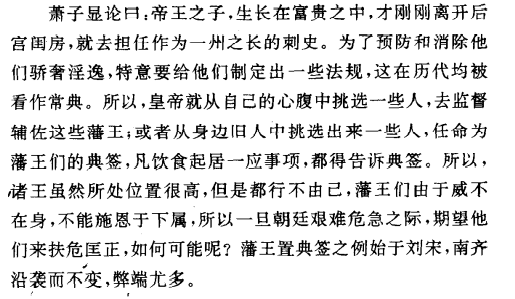 萧子显论曰：帝王之子，生长在富贵之中，才刚刚离开后
宫闺房，就去担任作为一州之长的刺史。为了预防和消除他
们骄奢淫逸，特意要给他们制定出一些法规，这在历代均被
看作常典。所以，皇帝就从自己的心腹中挑选一些人，去监督
辅佐这些藩王；或者从身边旧人中挑选出来一些人，任命为
藩王们的典签，凡饮食起居一应事项，都得告诉典签。所以，
诸王虽然所处位置很高，但是都行不由己，藩王们由于威不
在身，不能施恩于下属，所以一旦朝廷艰难危急之际，期望他
们来扶危匡正，如何可能呢？藩王置典签之例始于刘宋，南齐
沿袭而不变，弊端尤多。